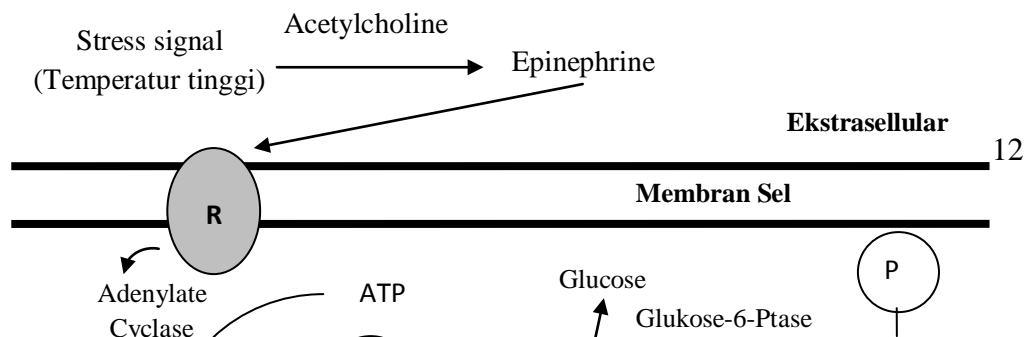 Acetylcholine
Stress signal
(Temperatur tinggi)
Epinephrine
Ekstrasellular
12
Membran Sel
R
P
Adenylate
Cyclase
ATP
Glucose
Glukose-6-Ptase